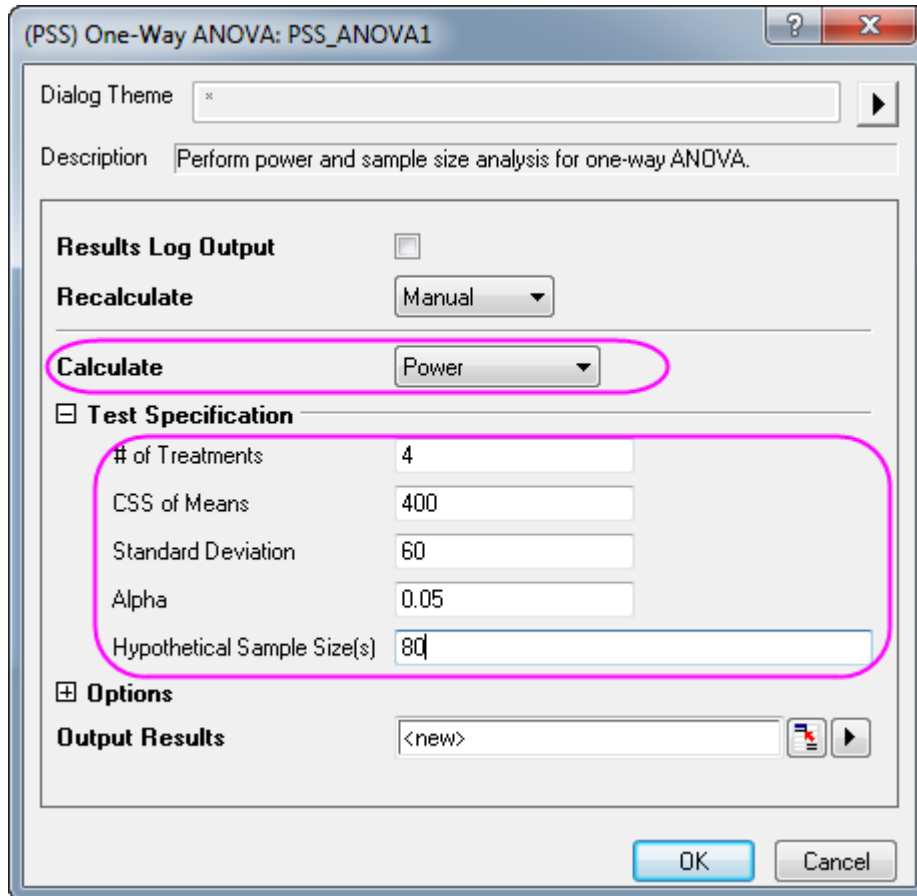 (PSS) One-Way ANOVA: PSS_ANOVA1
Dialog Theme *
Description Perform power and sample size analysis for one-way ANOVA.
Results Log Output
Recalculate Manual
Calculate Power
Test Specification
# of Treatments 4
CSS of Means 400
Standard Deviation 60
Alpha 0.05
Hypothetical Sample Size(s) 80
Options
Output Results <new>
OK Cancel